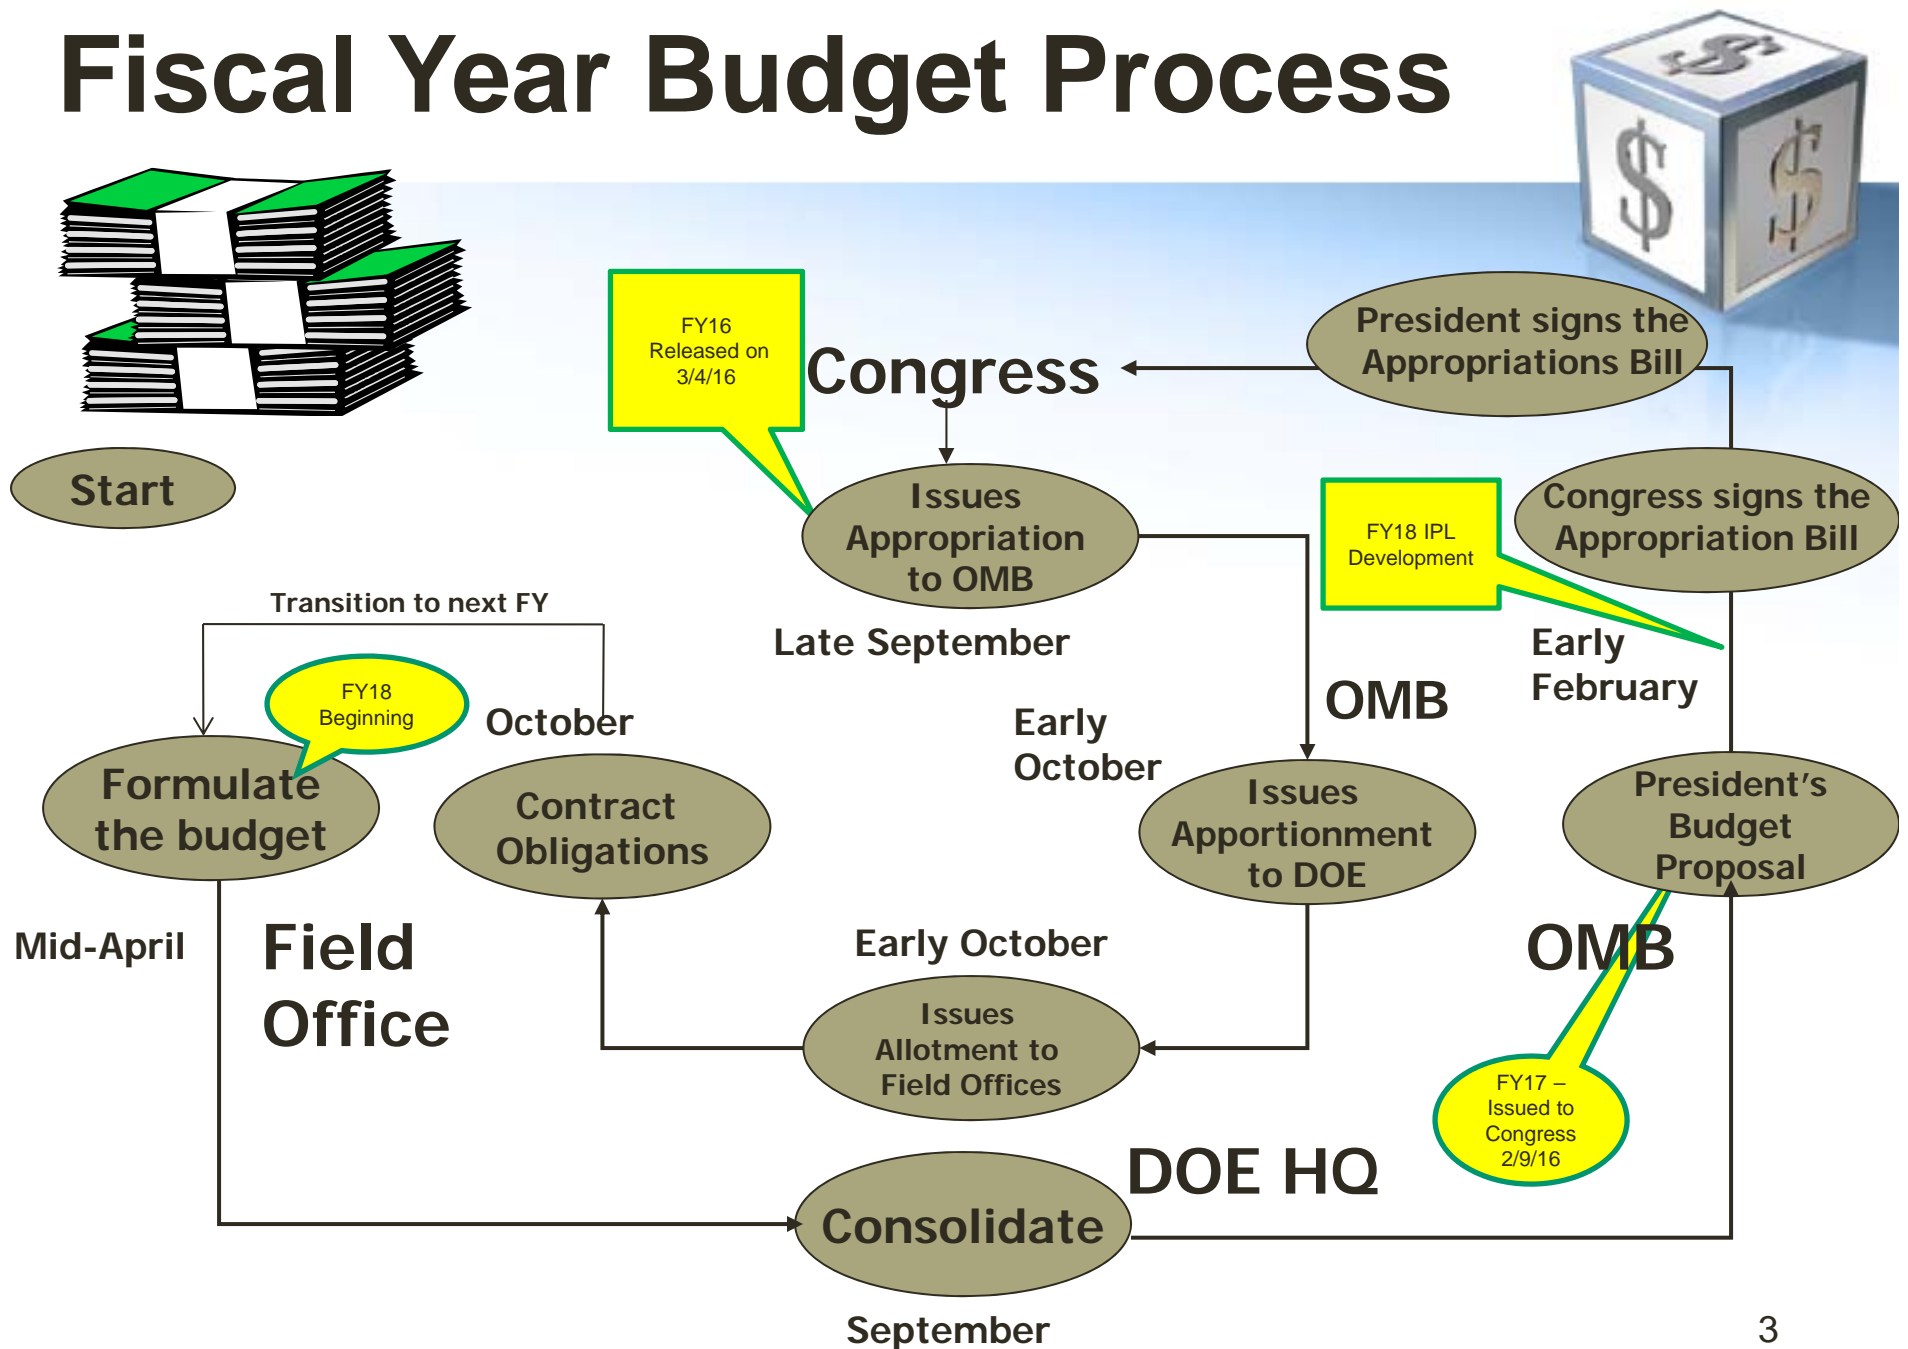 Fiscal Year Budget Process
$
$
$
FY16
Released on
3/4/16
Congress
President signs the
Appropriations Bill
Start
Issues
Appropriation
to OMB
Late September
FY18 IPL
Development
Congress signs the
Appropriation Bill
Early
February
Transition to next FY
FY18
Beginning
October
Early
October
OMB
Formulate
the budget
Contract
Obligations
Issues
Apportionment
to DOE
President's
Budget
Proposal
Mid-April
Field
Office
Early October
OMB
Issues
Allotment to
Field Offices
FY17 –
Issued to
Congress
2/9/16
DOE HQ
Consolidate
September
3